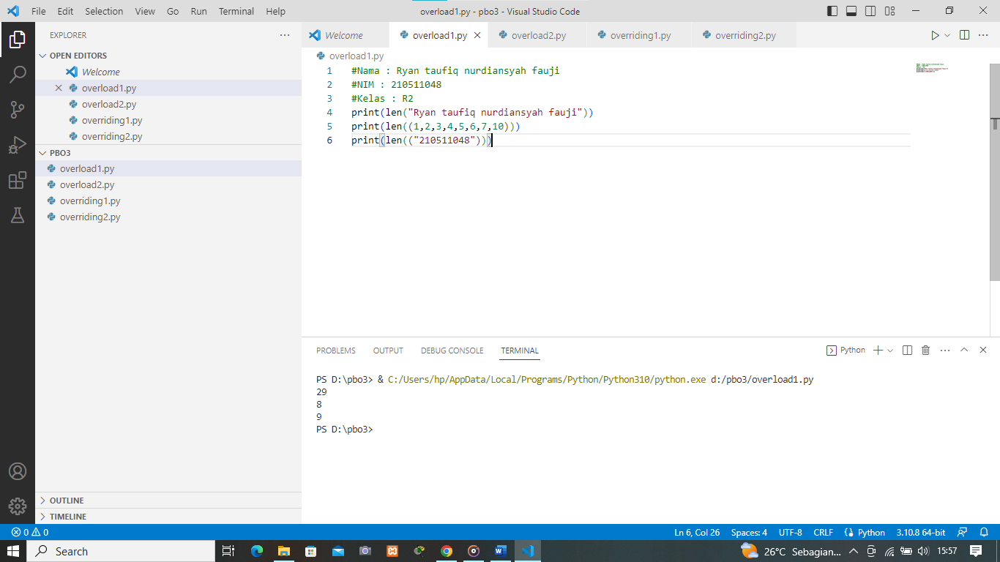 File Edit Selection View Go Run Terminal Help overload1.py - pbo3 - Visual Studio Code
EXPLORER
OPEN EDITORS
Welcome
overload1.py
overload2.py
overriding1.py
overriding2.py
PBO3
overload1.py
overload2.py
overriding1.py
overriding2.py
OUTLINE
TIMELINE
Welcome overload1.py overload2.py overriding1.py overriding2.py
overload1.py
1 #Nama : Ryan taufiq nurdiansyah fauji
2 #NIM : 210511048
3 #Kelas : R2
4 print(len("Ryan taufiq nurdiansyah fauji"))
5 print(len((1,2,3,4,5,6,7,10)))
6 print(len(("210511048")))
PROBLEMS OUTPUT DEBUG CONSOLE TERMINAL Python
PS D:\pbo3> & C:/Users/hp/AppData/Local/Programs/Python/Python310/python.exe d:/pbo3/overload1.py
29
8
9
PS D:\pbo3>
0 0 Ln 6, Col 26 Spaces: 4 UTF-8 CRLF Python 3.10.8 64-bit
Search 26°C Sebagian... 15:57